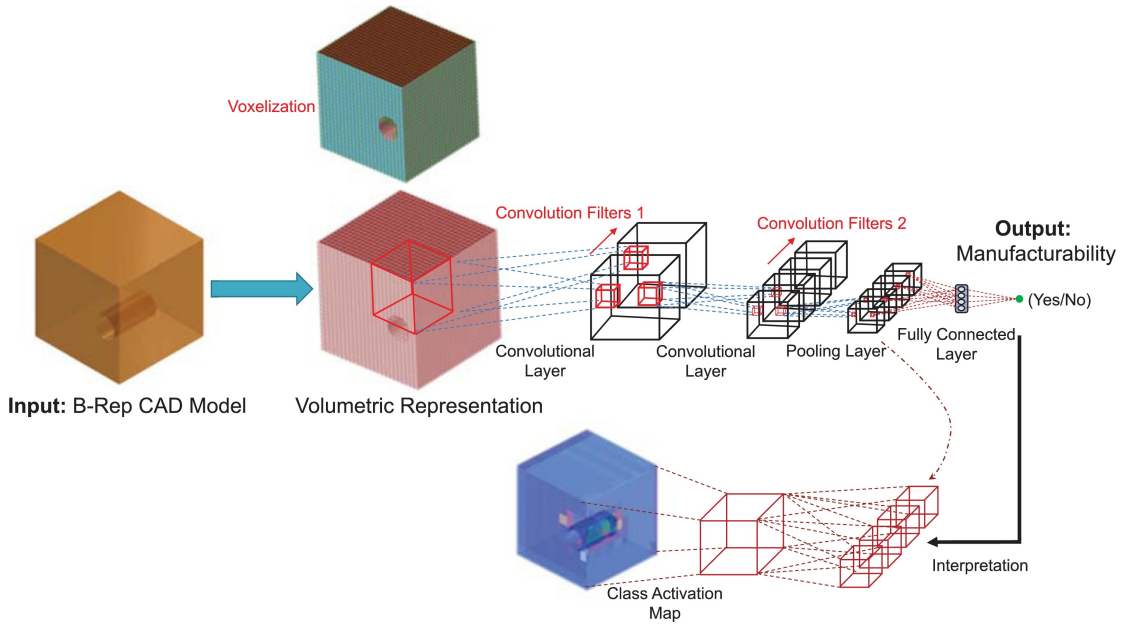 Voxelization
Convolution Filters 1
Convolution Filters 2
Output:
Manufacturability
(Yes/No)
Convolutional
Layer
Convolutional
Layer
Pooling Layer
Fully Connected
Layer
Input: B-Rep CAD Model
Volumetric Representation
Interpretation
Class Activation
Map